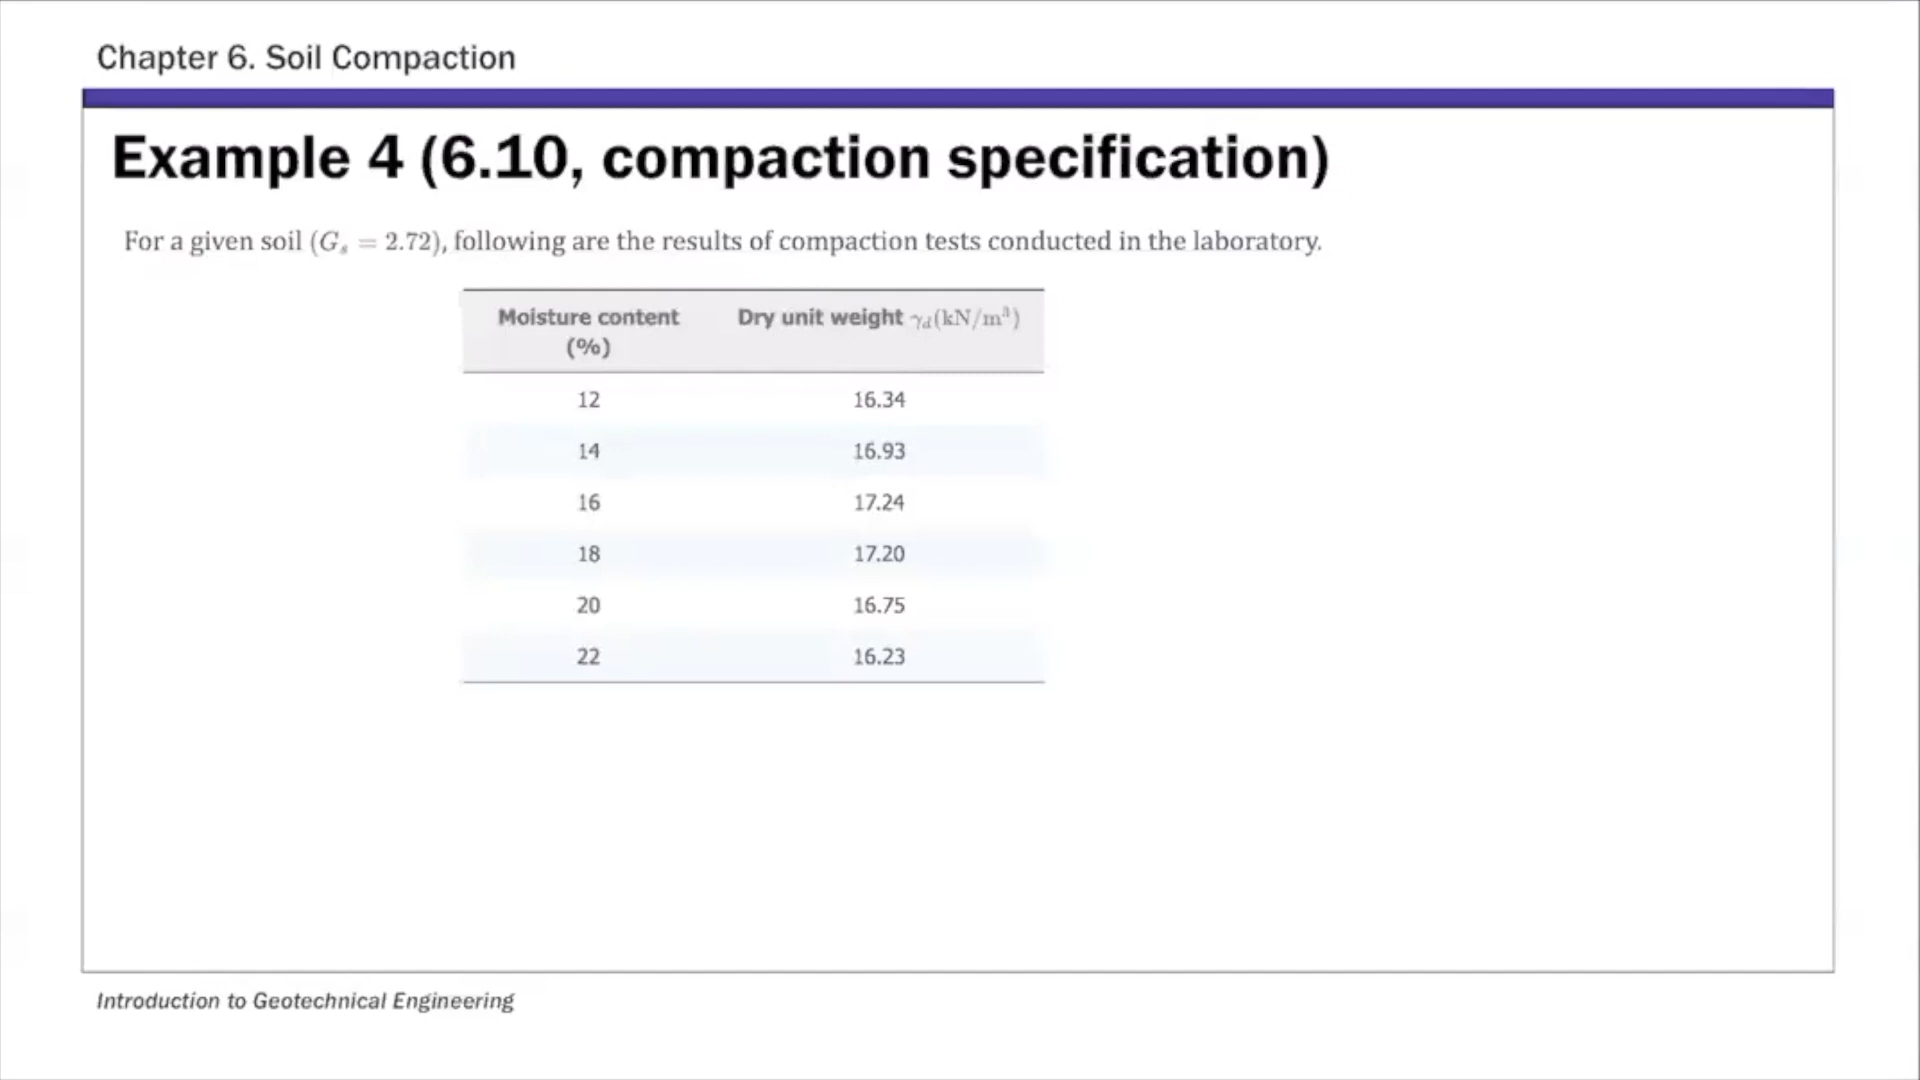 Chapter 6. Soil Compaction
Example 4 (6.10, compaction specification)
For a given soil (Gₛ = 2.72), following are the results of compaction tests conducted in the laboratory.
Moisture content Dry unit weight γd(kN/m³)
(%)
12 16.34
14 16.93
16 17.24
18 17.20
20 16.75
22 16.23
Introduction to Geotechnical Engineering